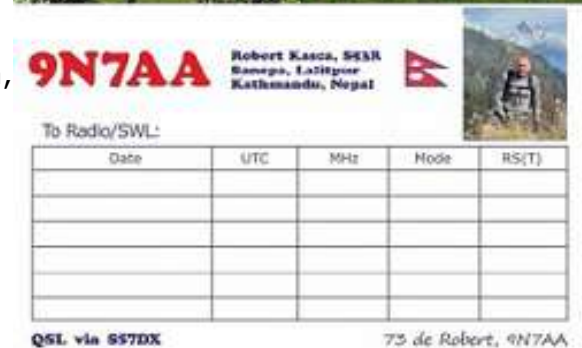 ,
9N7AA
Robert Kasca, S53R
Sanepa, Lalitpur
Kathmandu, Nepal
To Radio/SWL:
Date UTC MHz Mode RS(T)
QSL via S57DX
73 de Robert, 9N7AA